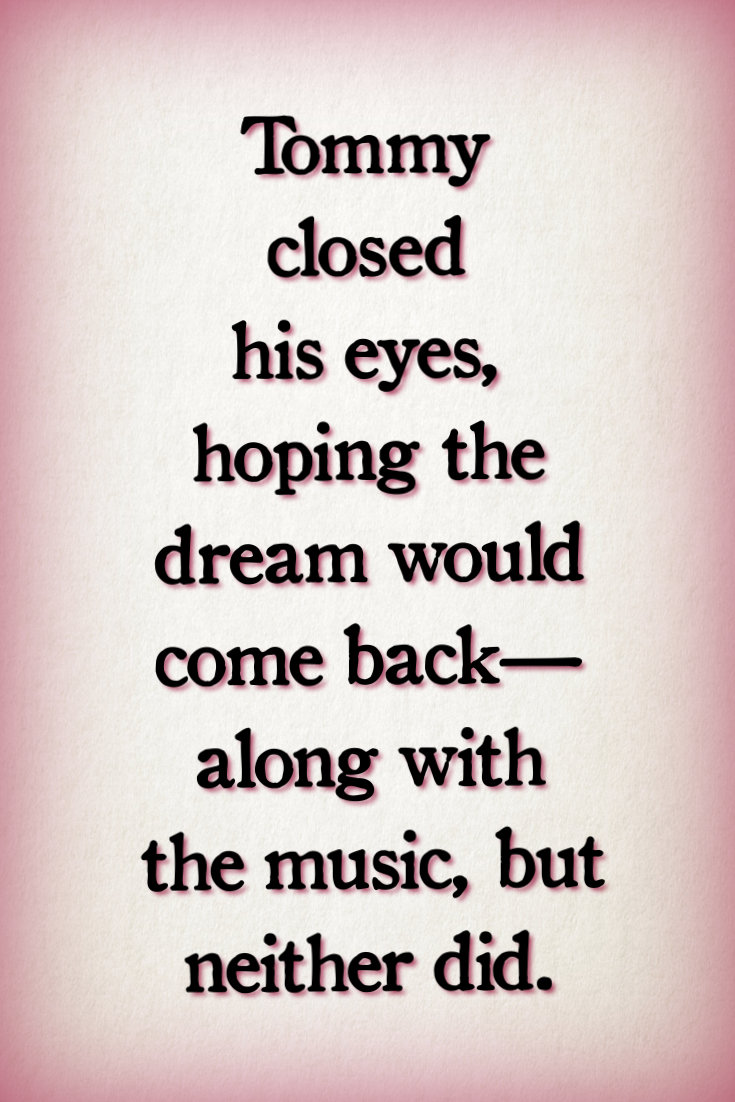 Tommy
closed
his eyes,
hoping the
dream would
come back—
along with
the music, but
neither did.